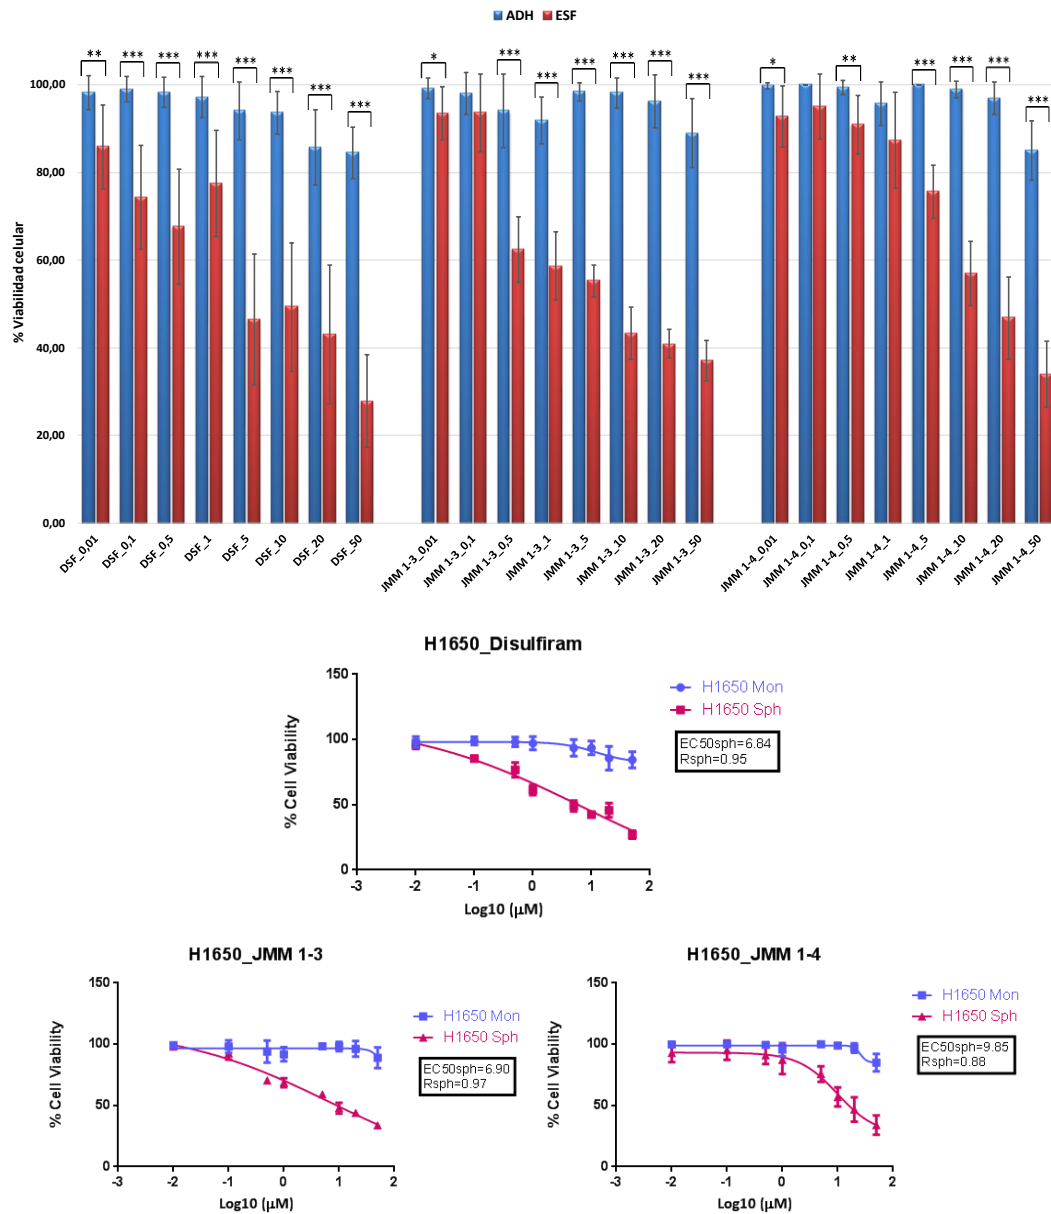 ADH ESF
** *** *** *** *** *** *** *** * *** *** *** *** *** *** * ** *** *** *** ***
% Viabilidad celular
100,00
80,00
60,00
40,00
20,00
0,00
DSF_0,01 DSF_0,1 DSF_0,5 DSF_1 DSF_5 DSF_10 DSF_20 DSF_50 JMM 1-3_0,01 JMM 1-3_0,1 JMM 1-3_0,5 JMM 1-3_1 JMM 1-3_5 JMM 1-3_10 JMM 1-3_20 JMM 1-3_50 JMM 1-4_0,01 JMM 1-4_0,1 JMM 1-4_0,5 JMM 1-4_1 JMM 1-4_5 JMM 1-4_10 JMM 1-4_20 JMM 1-4_50
H1650_Disulfiram
% Cell Viability
150
100
50
0
-3 -2 -1 0 1 2
Log10 (µM)
H1650 Mon
H1650 Sph
EC50sph=6.84
Rsph=0.95
H1650_JMM 1-3
% Cell Viability
150
100
50
0
-3 -2 -1 0 1 2
Log10 (µM)
H1650 Mon
H1650 Sph
EC50sph=6.90
Rsph=0.97
H1650_JMM 1-4
% Cell Viability
150
100
50
0
-3 -2 -1 0 1 2
Log10 (µM)
H1650 Mon
H1650 Sph
EC50sph=9.85
Rsph=0.88